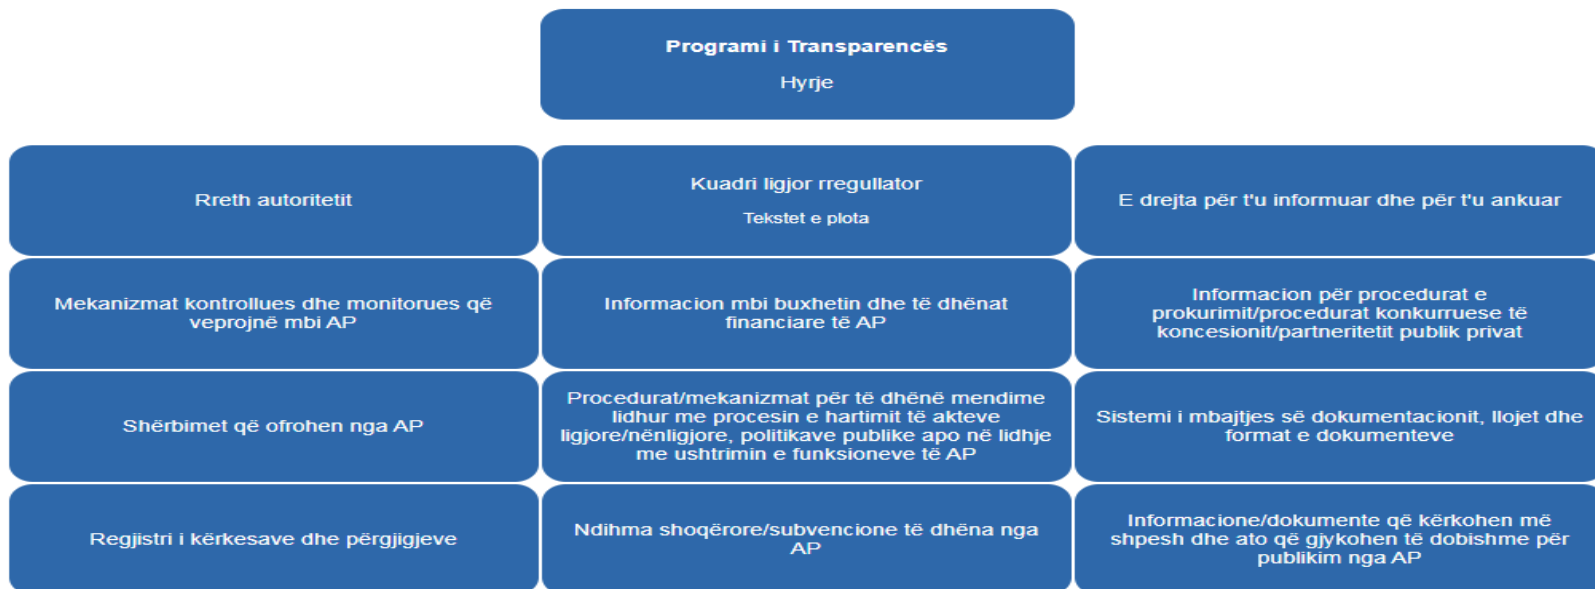 Programi i Transparencës
Hyrje
Rreth autoritetit
Kuadri ligjor rregullator
Tekstet e plota
E drejta për t'u informuar dhe për t'u ankuar
Mekanizmat kontrollues dhe monitorues që
veprojnë mbi AP
Informacion mbi buxhetin dhe të dhënat
financiare të AP
Informacion për procedurat e
prokurimit/procedurat konkurruese të
koncesionit/partneritetit publik privat
Shërbimet që ofrohen nga AP
Procedurat/mekanizmat për të dhënë mendime
lidhur me procesin e hartimit të akteve
ligjore/nënligjore, politikave publike apo në lidhje
me ushtrimin e funksioneve të AP
Sistemi i mbajtjes së dokumentacionit, llojet dhe
format e dokumenteve
Regjistri i kërkesave dhe përgjigjeve
Ndihma shoqërore/subvencione të dhëna nga
AP
Informacione/dokumente që kërkohen më
shpesh dhe ato që gjykohen të dobishme për
publikim nga AP